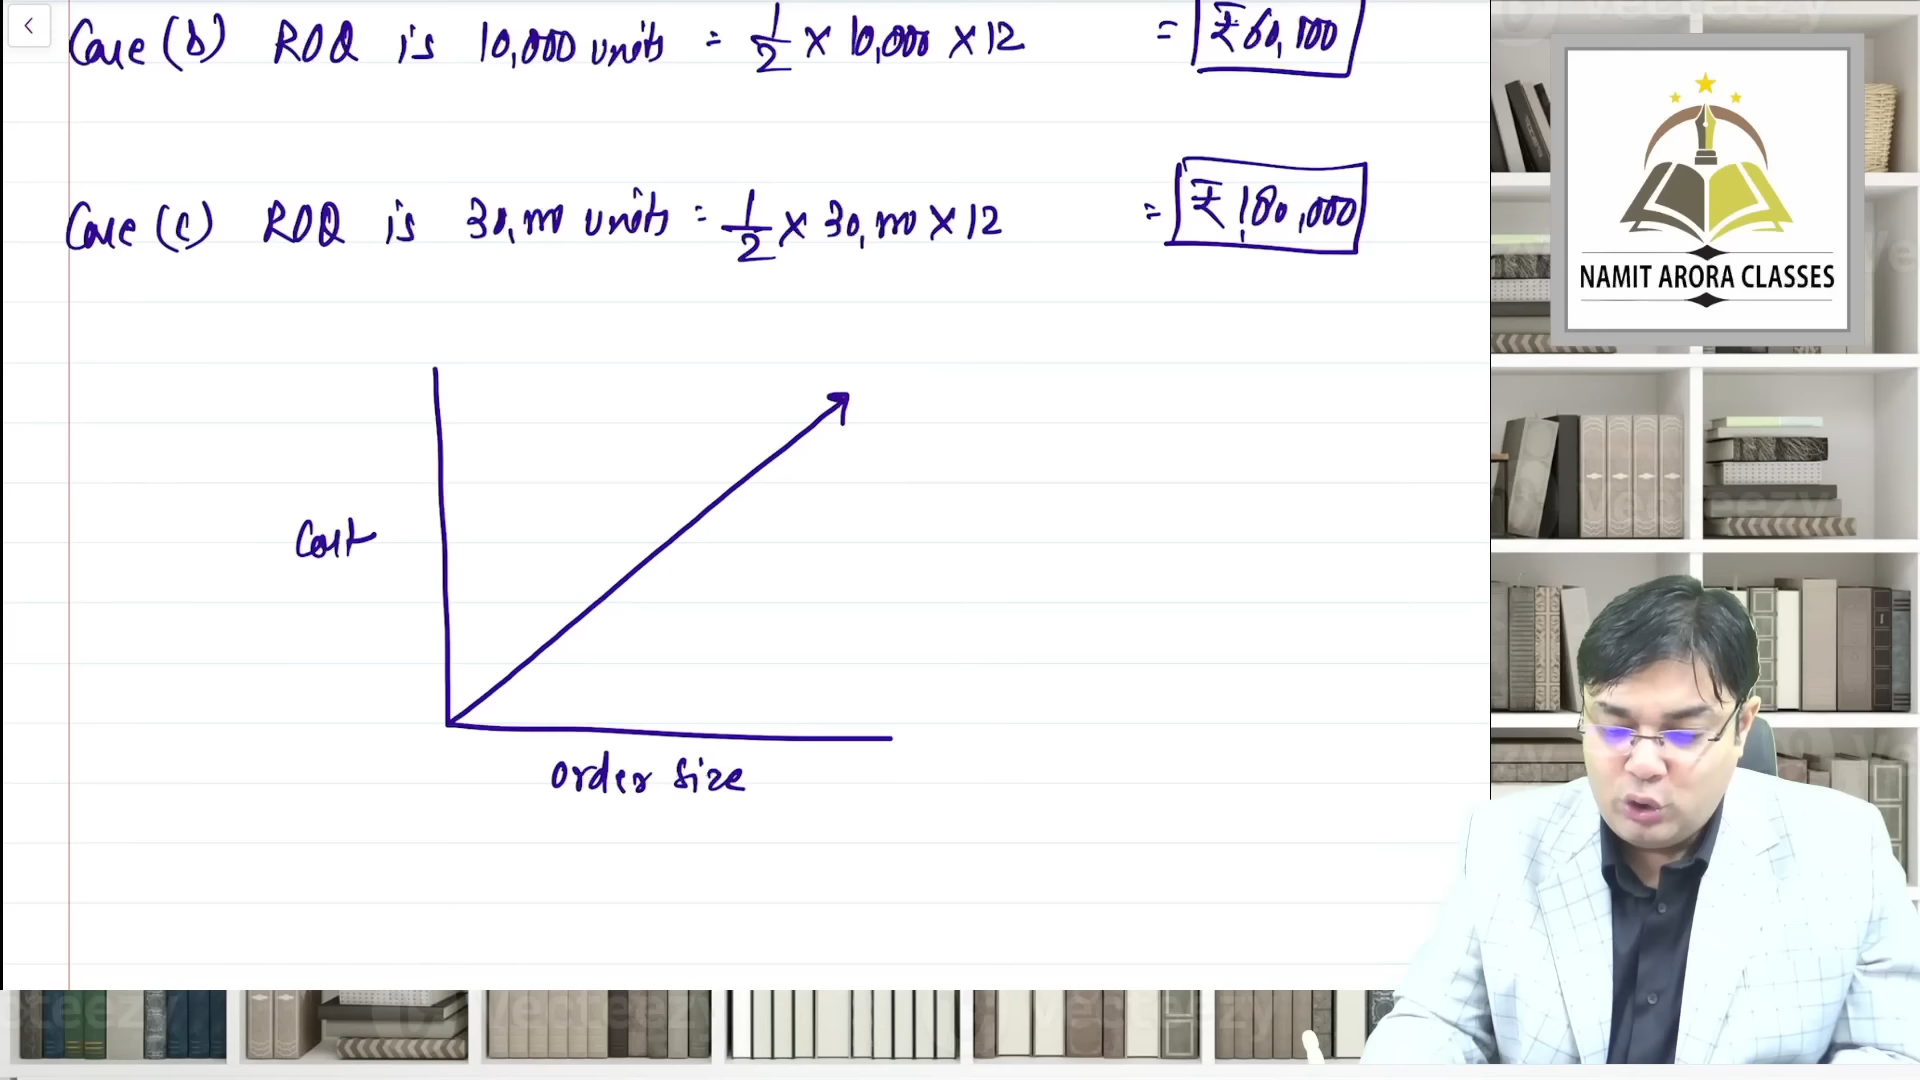 Case (b) ROQ is 10,000 units = 1/2 × 10,000 × 12 = ₹60,000
Case (c) ROQ is 30,000 units = 1/2 × 30,000 × 12 = ₹180,000
Cost
order size
NAMIT ARORA CLASSES
vecteezy